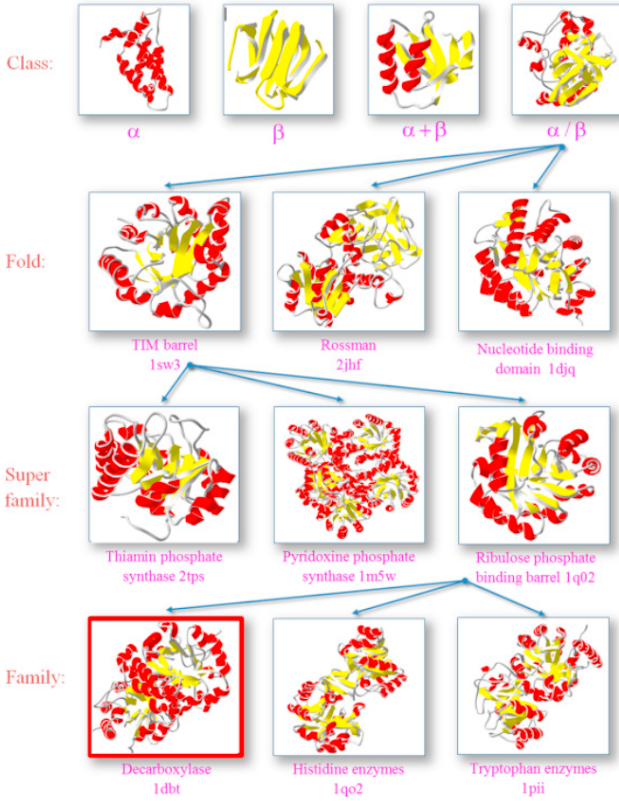 Class:
α
β
α + β
α / β
Fold:
TIM barrel
1sw3
Rossman
2jhf
Nucleotide binding
domain 1djq
Super
family:
Thiamin phosphate
synthase 2tps
Pyridoxine phosphate
synthase 1m5w
Ribulose phosphate
binding barrel 1q02
Family:
Decarboxylase
1dbt
Histidine enzymes
1qo2
Tryptophan enzymes
1pii